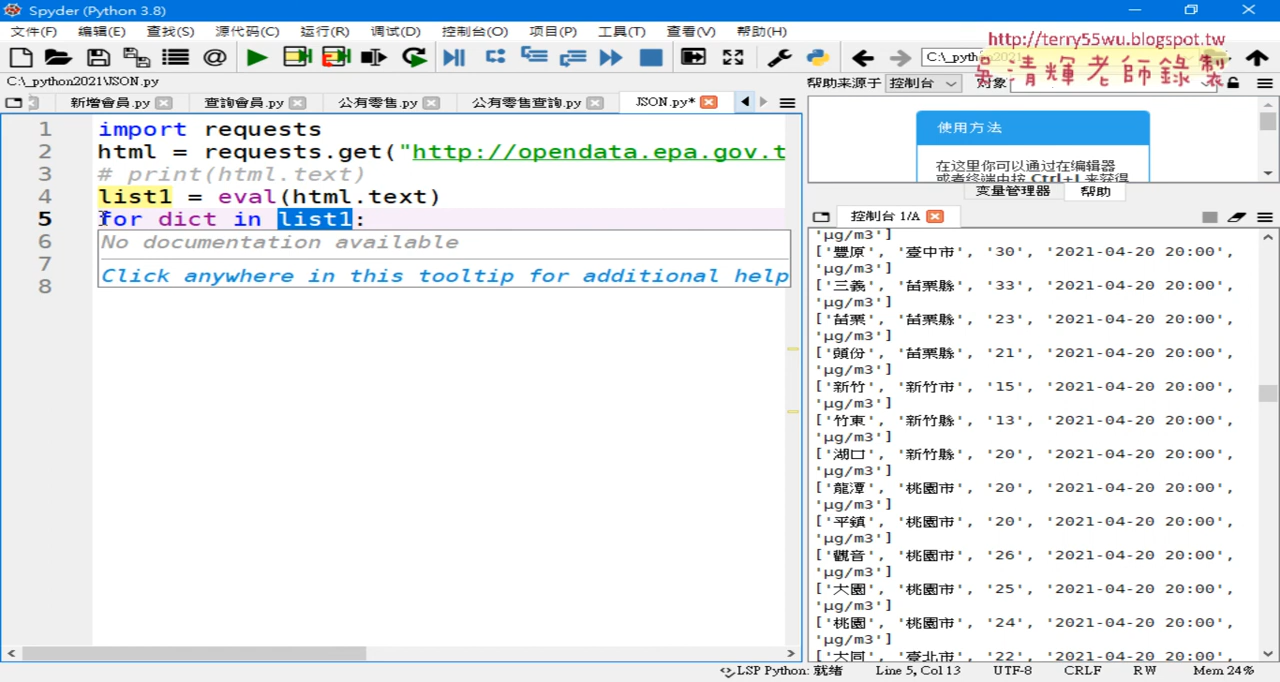 Spyder (Python 3.8)
文件(F) 编辑(E) 查找(S) 源代码(C) 运行(R) 调试(D) 控制台(O) 项目(P) 工具(T) 查看(V) 帮助(H)
http://terry55wu.blogspot.tw
吳清輝老師錄製
C:\_python2021\JSON.py
帮助来源于 控制台 对象
新增會員.py 查詢會員.py 公有零售.py 公有零售查詢.py JSON.py*
1 import requests
2 html = requests.get("http://opendata.epa.gov.t
3 # print(html.text)
4 list1 = eval(html.text)
5 for dict in list1:
6 No documentation available
7 Click anywhere in this tooltip for additional help
8
使用方法
在这里你可以通过在编辑器
或者终端中按 Ctrl+I 来获得
变量管理器 帮助
控制台 1/A
'μg/m3']
['豐原', '臺中市', '30', '2021-04-20 20:00',
'μg/m3']
['三義', '苗栗縣', '33', '2021-04-20 20:00',
'μg/m3']
['苗栗', '苗栗縣', '23', '2021-04-20 20:00',
'μg/m3']
['頭份', '苗栗縣', '21', '2021-04-20 20:00',
'μg/m3']
['新竹', '新竹市', '15', '2021-04-20 20:00',
'μg/m3']
['竹東', '新竹縣', '13', '2021-04-20 20:00',
'μg/m3']
['湖口', '新竹縣', '20', '2021-04-20 20:00',
'μg/m3']
['龍潭', '桃園市', '20', '2021-04-20 20:00',
'μg/m3']
['平鎮', '桃園市', '20', '2021-04-20 20:00',
'μg/m3']
['觀音', '桃園市', '26', '2021-04-20 20:00',
'μg/m3']
['大園', '桃園市', '25', '2021-04-20 20:00',
'μg/m3']
['桃園', '桃園市', '24', '2021-04-20 20:00',
'μg/m3']
['大同', '臺北市', '22', '2021-04-20 20:00',
LSP Python: 就绪 Line 5, Col 13 UTF-8 CRLF RW Mem 24%